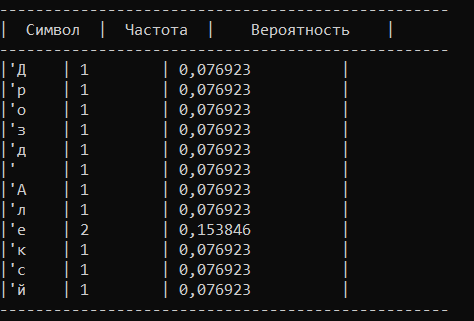 --------------------------------------------------
|  Символ  |  Частота  |    Вероятность    |
--------------------------------------------------
|'Д    | 1        | 0,076923          |
|'р    | 1        | 0,076923          |
|'о    | 1        | 0,076923          |
|'з    | 1        | 0,076923          |
|'д    | 1        | 0,076923          |
|'     | 1        | 0,076923          |
|'А    | 1        | 0,076923          |
|'л    | 1        | 0,076923          |
|'е    | 2        | 0,153846          |
|'к    | 1        | 0,076923          |
|'с    | 1        | 0,076923          |
|'й    | 1        | 0,076923          |
--------------------------------------------------